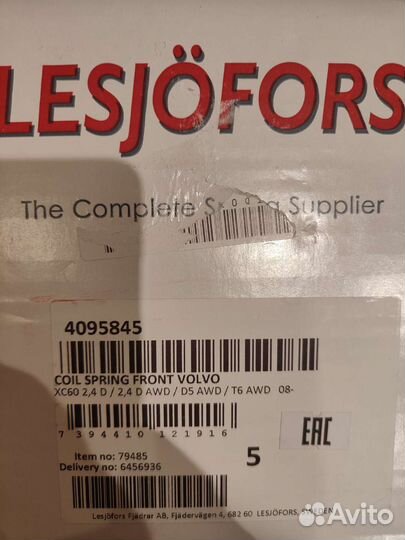 LESJÖFORS
The Complete Supplier
4095845
COIL SPRING FRONT VOLVO
XC60 2,4 D / 2,4 D AWD / D5 AWD / T6 AWD 08-
7 394410 121916
5
EAC
Item no: 79485
Delivery no: 6456936
Lesjöfors Fjädrar AB, Fjädervägen 4, 682 60 LESJÖFORS, SWEDEN
Avito